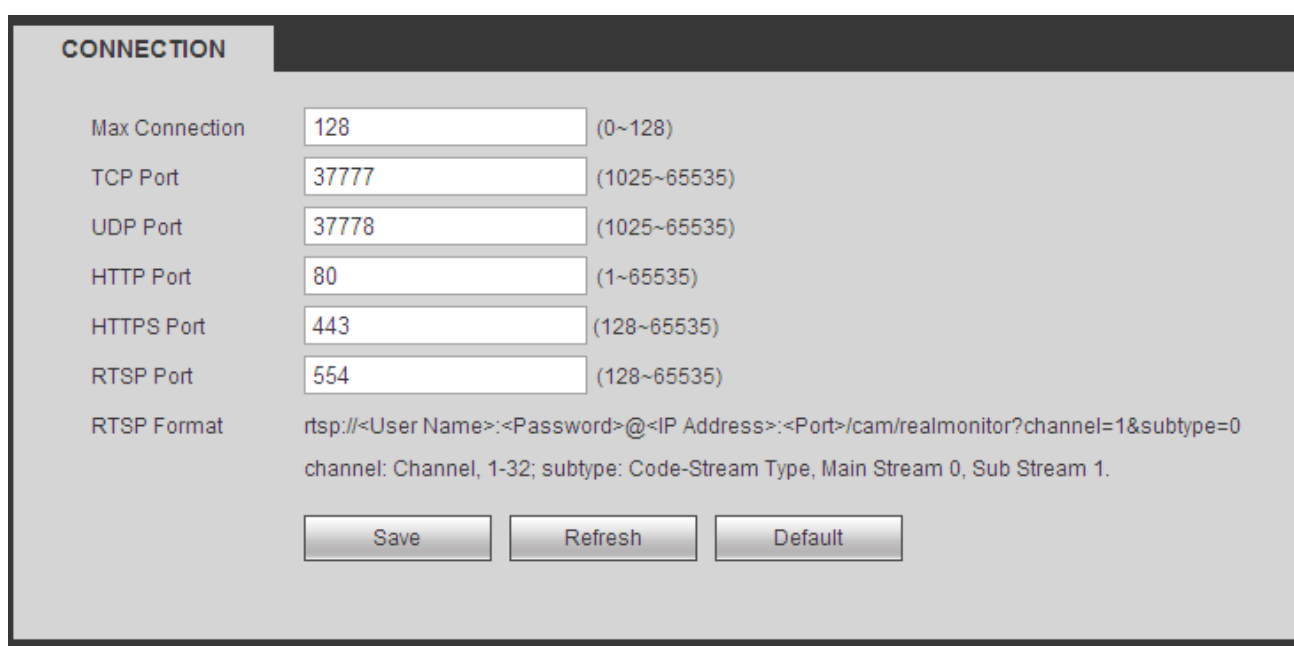 CONNECTION
Max Connection 128 (0~128)
TCP Port 37777 (1025~65535)
UDP Port 37778 (1025~65535)
HTTP Port 80 (1~65535)
HTTPS Port 443 (128~65535)
RTSP Port 554 (128~65535)
RTSP Format rtsp://<User Name>:<Password>@<IP Address>:<Port>/cam/realmonitor?channel=1&subtype=0
channel: Channel, 1-32; subtype: Code-Stream Type, Main Stream 0, Sub Stream 1.
Save Refresh Default